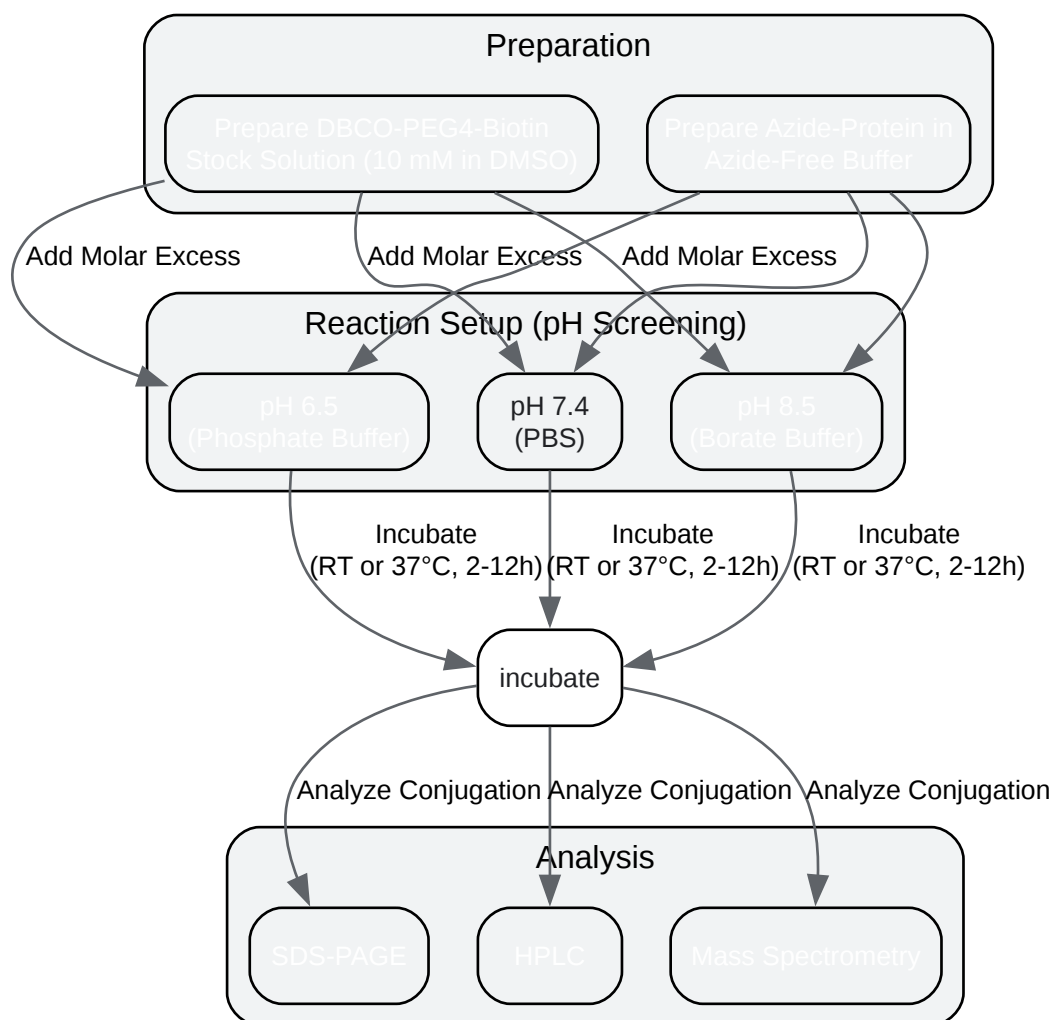 Preparation
Prepare DBCO-PEG4-Biotin
Stock Solution (10 mM in DMSO)
Prepare Azide-Protein in
Azide-Free Buffer
Add Molar Excess
Add Molar Excess
Add Molar Excess
Reaction Setup (pH Screening)
pH 6.5
(Phosphate Buffer)
pH 7.4
(PBS)
pH 8.5
(Borate Buffer)
Incubate
(RT or 37°C, 2-12h)
Incubate
(RT or 37°C, 2-12h)
Incubate
(RT or 37°C, 2-12h)
incubate
Analyze Conjugation
Analyze Conjugation
Analyze Conjugation
Analysis
SDS-PAGE
HPLC
Mass Spectrometry